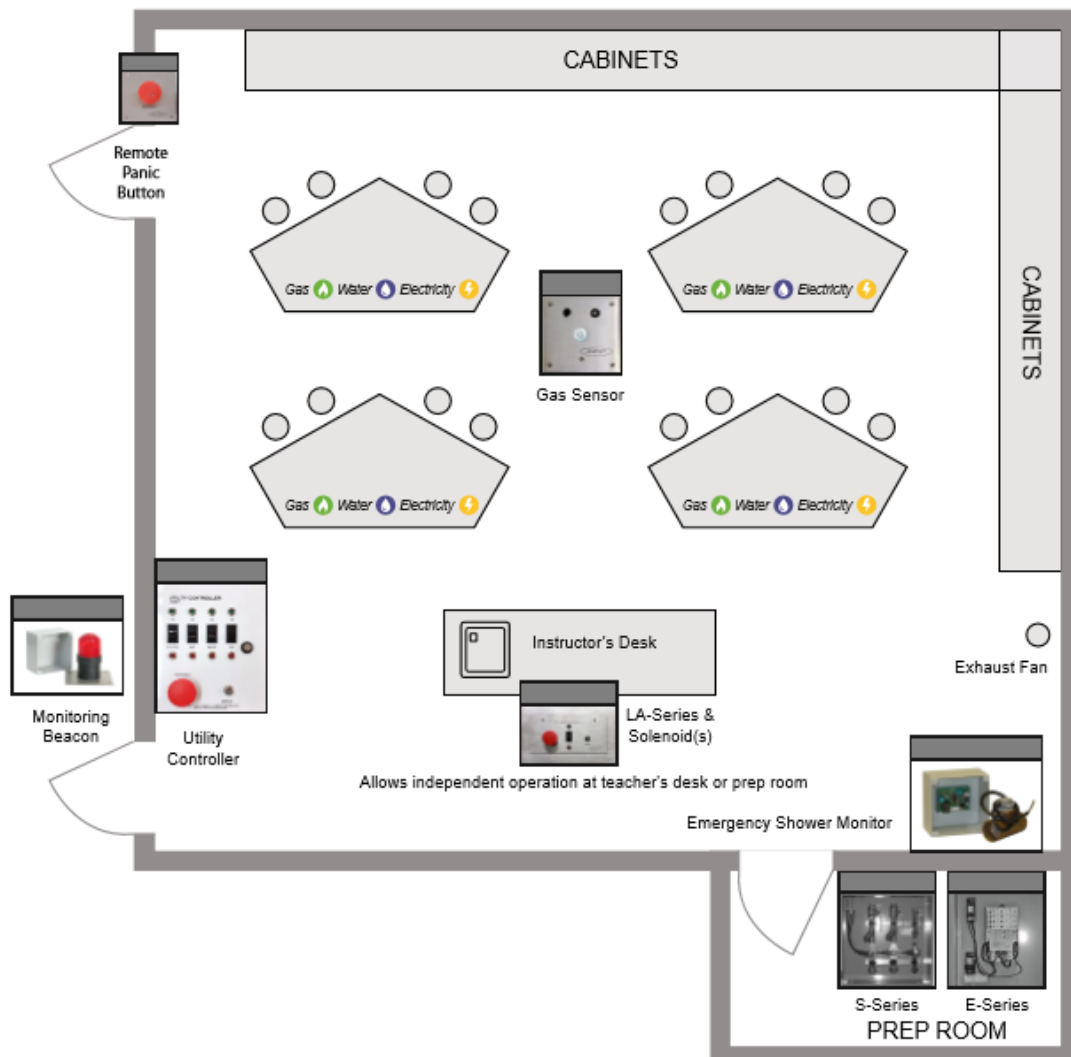 CABINETS
Remote
Panic
Button
CABINETS
Gas Water Electricity
Gas Water Electricity
Gas Sensor
Gas Water Electricity
Gas Water Electricity
Monitoring
Beacon
Utility
Controller
Instructor's Desk
LA-Series &
Solenoid(s)
Allows independent operation at teacher's desk or prep room
Exhaust Fan
Emergency Shower Monitor
S-Series
E-Series
PREP ROOM